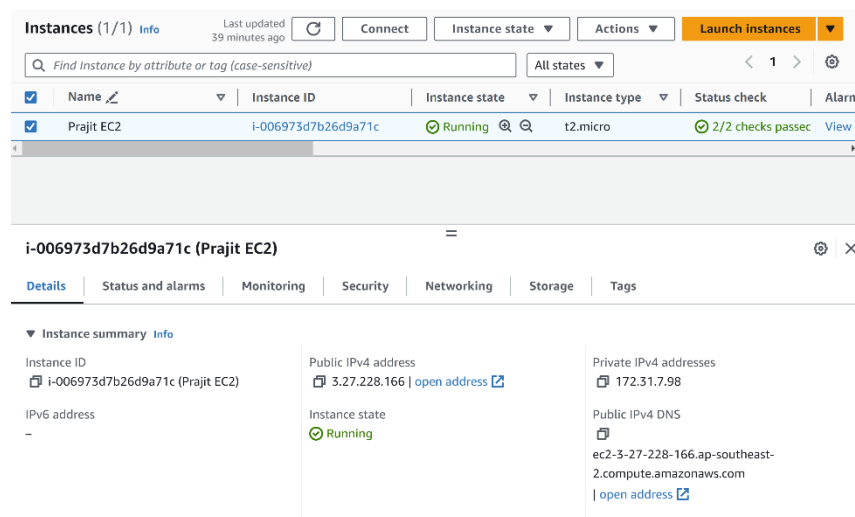 Instances (1/1) Info
Last updated
39 minutes ago
Connect
Instance state
Actions
Launch instances
Find Instance by attribute or tag (case-sensitive)
All states
1
Name
Instance ID
Instance state
Instance type
Status check
Alarm
Prajit EC2
i-006973d7b26d9a71c
Running
t2.micro
2/2 checks passec
View
i-006973d7b26d9a71c (Prajit EC2)
Details
Status and alarms
Monitoring
Security
Networking
Storage
Tags
Instance summary Info
Instance ID
i-006973d7b26d9a71c (Prajit EC2)
Public IPv4 address
3.27.228.166 | open address
Private IPv4 addresses
172.31.7.98
IPv6 address
–
Instance state
Running
Public IPv4 DNS
ec2-3-27-228-166.ap-southeast-
2.compute.amazonaws.com
| open address